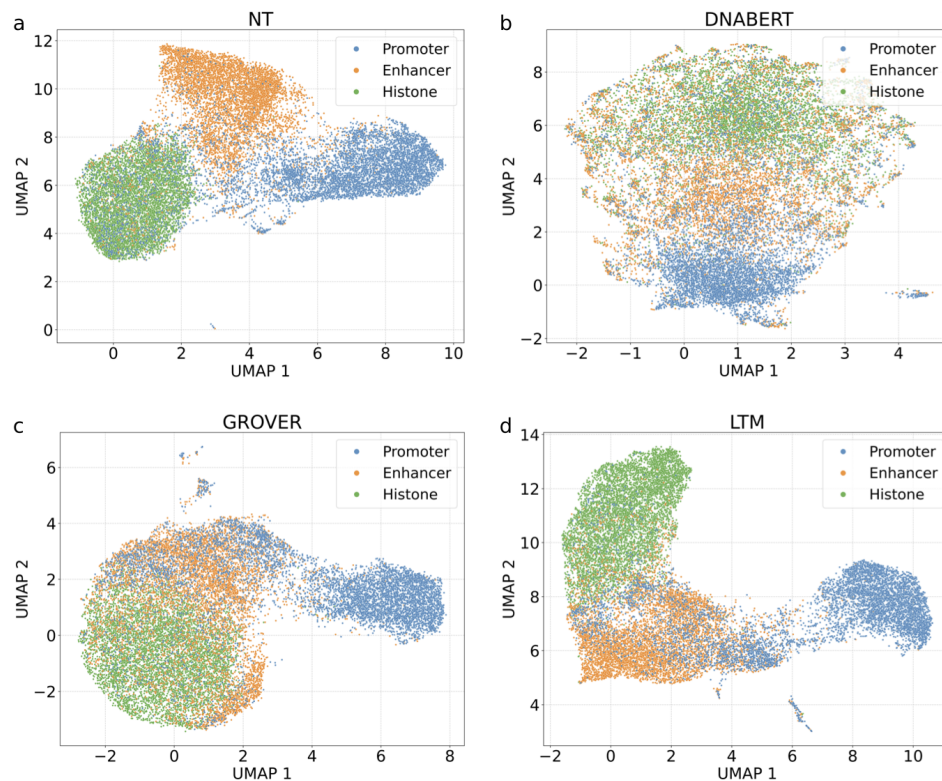 a
NT
12
10
8
6
4
2
0
UMAP 2
0
2
4
6
8
10
UMAP 1
Promoter
Enhancer
Histone
b
DNABERT
8
6
4
2
0
−2
UMAP 2
−2
−1
0
1
2
3
4
UMAP 1
Promoter
Enhancer
Histone
c
GROVER
6
4
2
0
−2
UMAP 2
−2
0
2
4
6
8
UMAP 1
Promoter
Enhancer
Histone
d
LTM
14
12
10
8
6
4
UMAP 2
−2
0
2
4
6
8
10
UMAP 1
Promoter
Enhancer
Histone